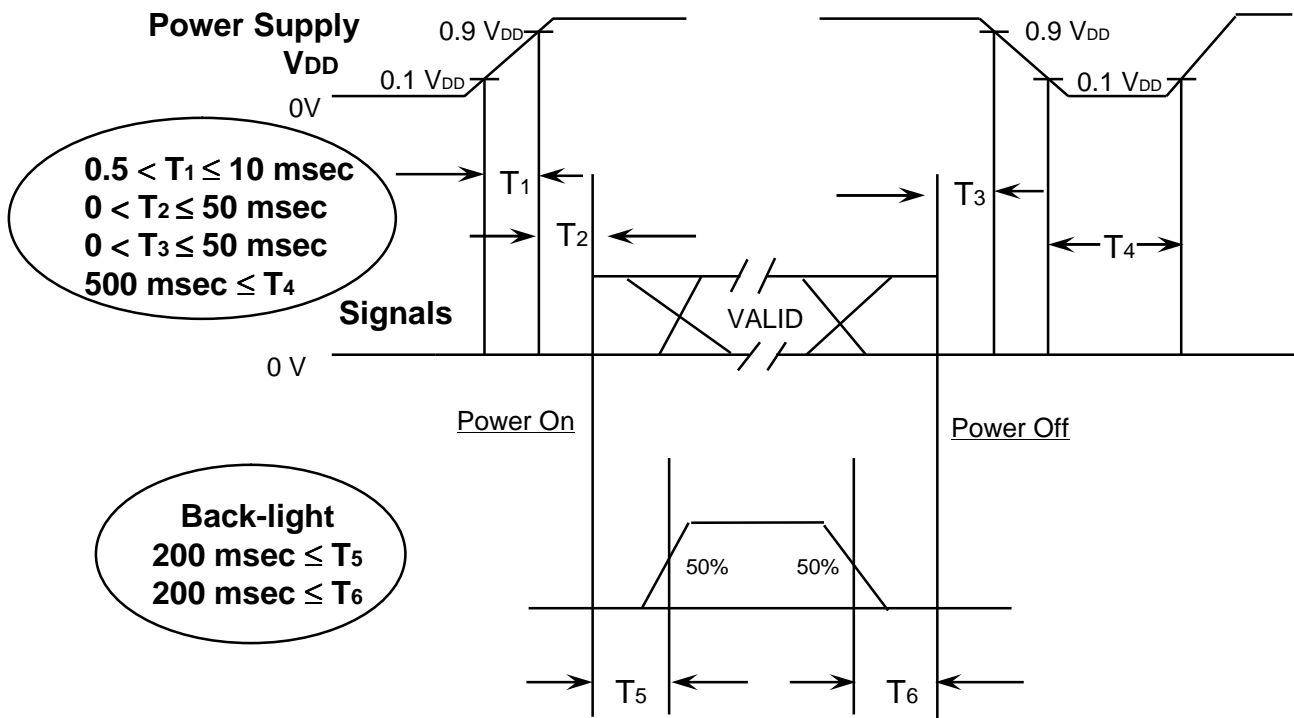 Power Supply
VDD
0.9 VDD
0.1 VDD
0V
0.9 VDD
0.1 VDD
0.5 < T1 ≤ 10 msec
0 < T2 ≤ 50 msec
0 < T3 ≤ 50 msec
500 msec ≤ T4
T1
T2
T3
T4
Signals
VALID
0 V
Power On
Power Off
Back-light
200 msec ≤ T5
200 msec ≤ T6
50%
50%
T5
T6